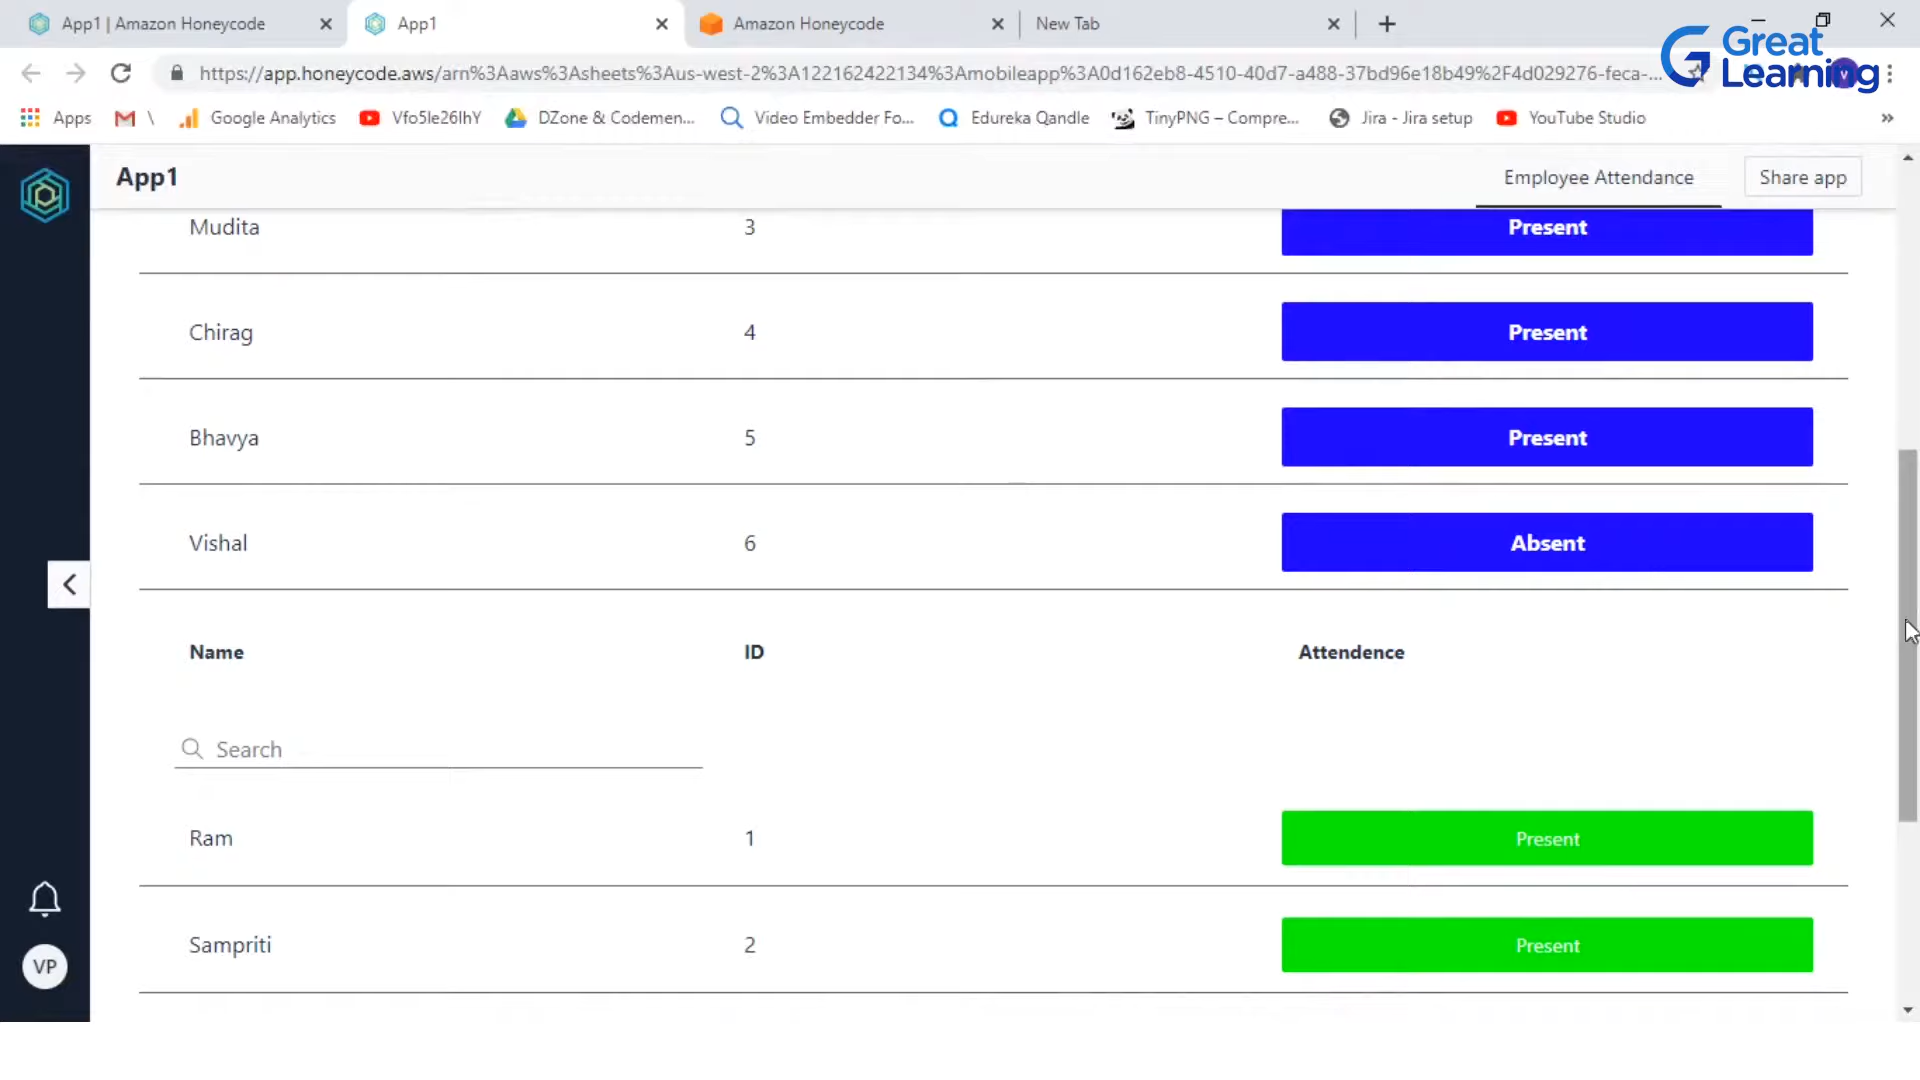 App1 | Amazon Honeycode
App1
Amazon Honeycode
New Tab
Great Learning
https://app.honeycode.aws/arn%3Aaws%3Asheets%3Aus-west-2%3A122162422134%3Amobileapp%3A0d162eb8-4510-40d7-a488-37bd96e18b49%2F4d029276-feca-...
Apps
\
Google Analytics
Vfo5le26IhY
DZone & Codemen...
Video Embedder Fo...
Edureka Qandle
TinyPNG – Compre...
Jira - Jira setup
YouTube Studio
»
App1
Employee Attendance
Share app
Mudita 3 Present
Chirag 4 Present
Bhavya 5 Present
Vishal 6 Absent
Name ID Attendence
Search
Ram 1 Present
Sampriti 2 Present
VP